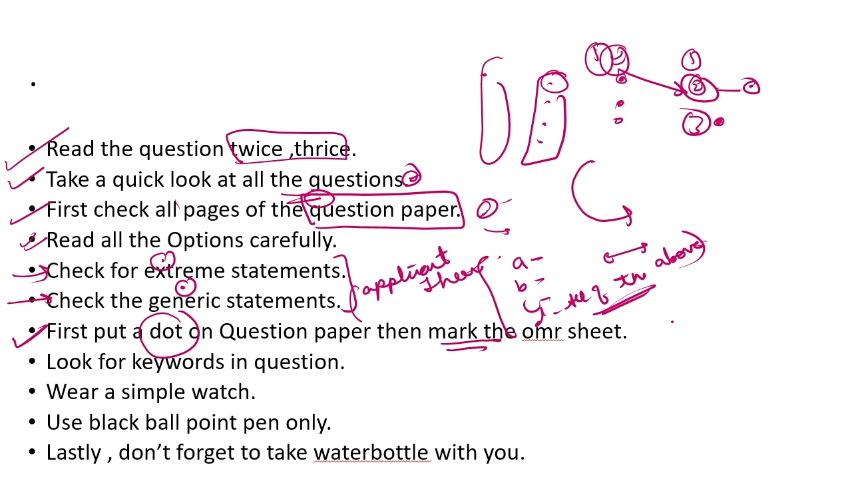 • Read the question twice ,thrice.
• Take a quick look at all the questions.
• First check all pages of the question paper.
• Read all the Options carefully.
• Check for extreme statements.
• Check the generic statements.
• First put a dot on Question paper then mark the omr sheet.
• Look for keywords in question.
• Wear a simple watch.
• Use black ball point pen only.
• Lastly , don’t forget to take waterbottle with you.
a -
b -
above